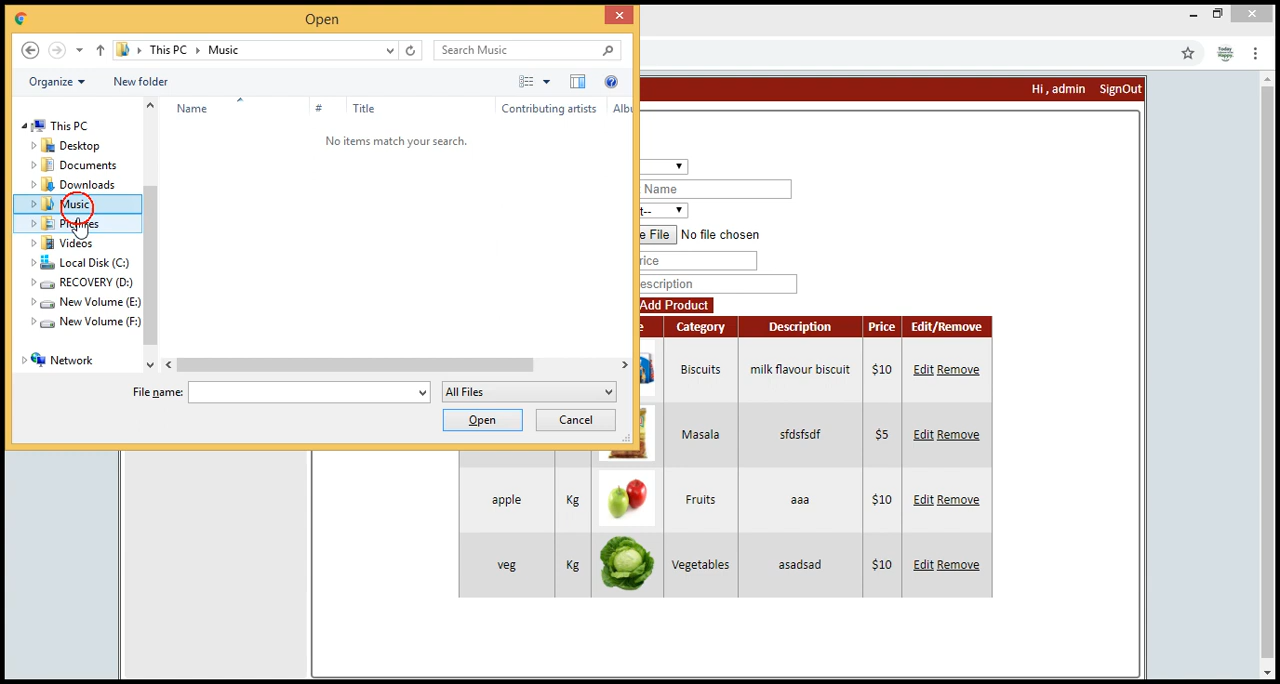 Open
This PC Music
Search Music
Organize New folder
Name # Title Contributing artists
No items match your search.
This PC
Desktop
Documents
Downloads
Music
Pictures
Videos
Local Disk (C:)
RECOVERY (D:)
New Volume (E:)
New Volume (F:)
Network
File name: All Files
Open Cancel
Hi , admin SignOut
Name
t--
e File No file chosen
rice
escription
Add Product
e Category Description Price Edit/Remove
Biscuits milk flavour biscuit $10 Edit Remove
Masala sfdsfsdf $5 Edit Remove
apple Kg Fruits aaa $10 Edit Remove
veg Kg Vegetables asadsad $10 Edit Remove